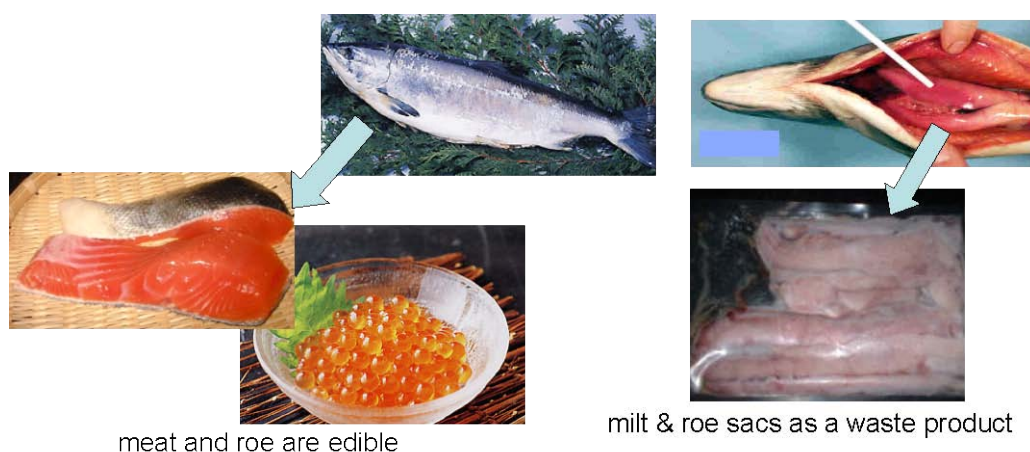 meat and roe are edible
milt & roe sacs as a waste product